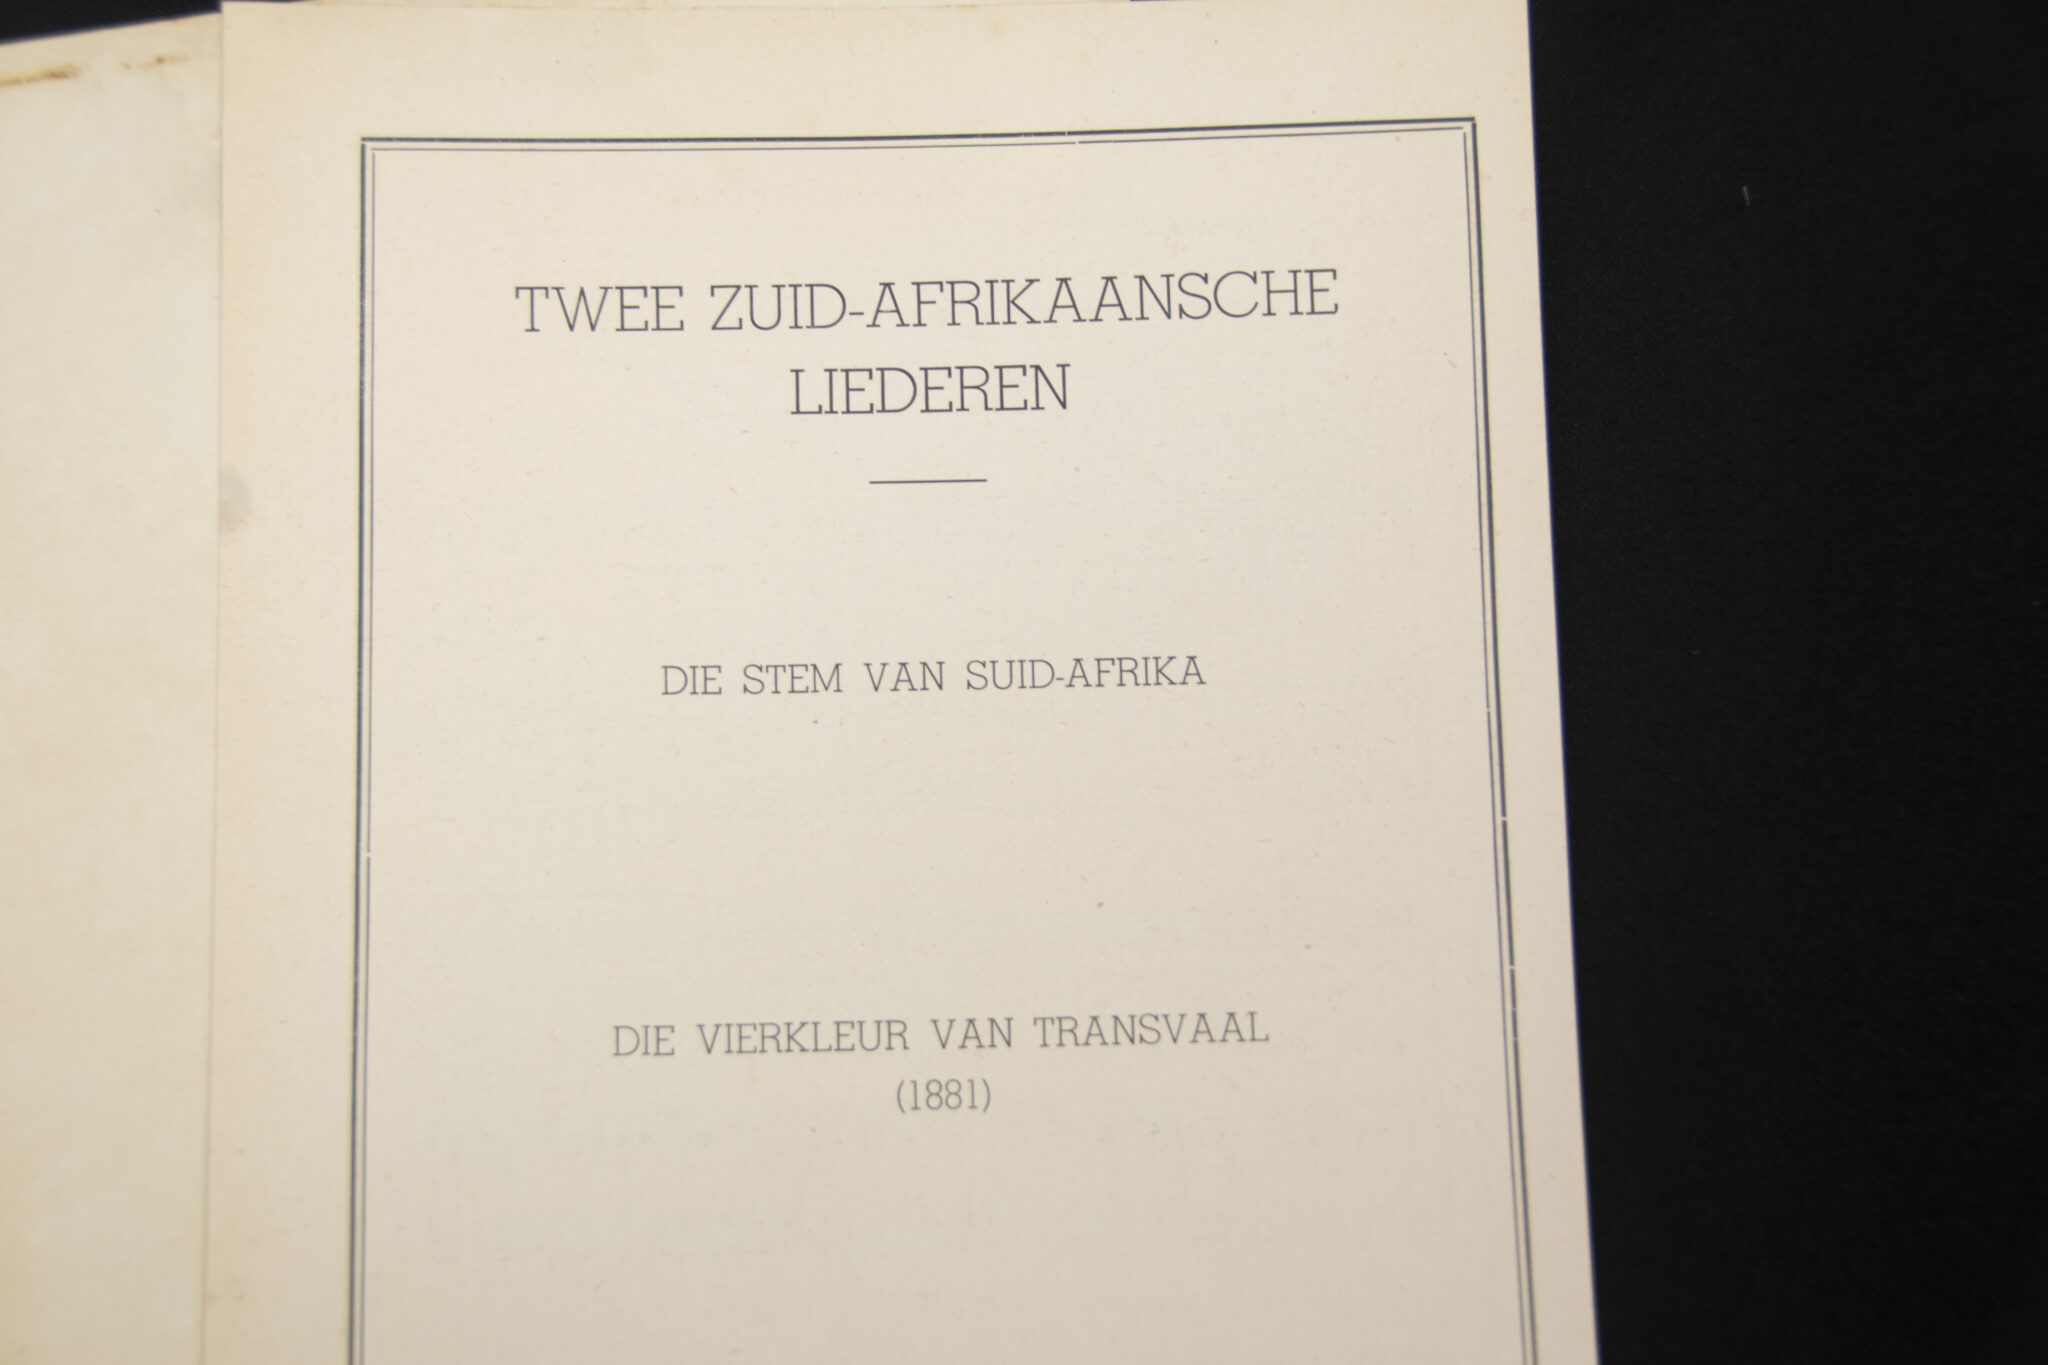 TWEE ZUID-AFRIKAANSCHE
LIEDEREN
DIE STEM VAN SUID-AFRIKA
DIE VIERKLEUR VAN TRANSVAAL
(1881)